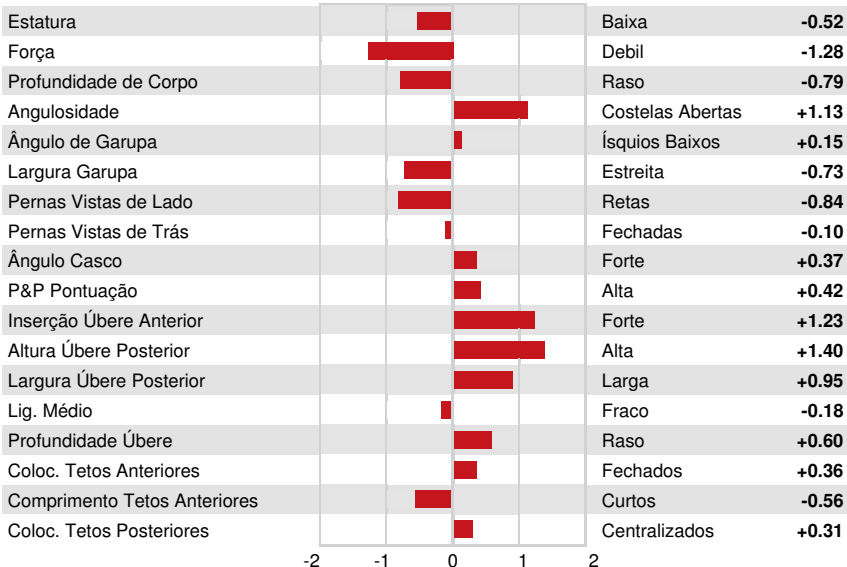 Estatura Baixa -0.52
Força Debil -1.28
Profundidade de Corpo Raso -0.79
Angulosidade Costelas Abertas +1.13
Ângulo de Garupa Ísquios Baixos +0.15
Largura Garupa Estreita -0.73
Pernas Vistas de Lado Retas -0.84
Pernas Vistas de Trás Fechadas -0.10
Ângulo Casco Forte +0.37
P&P Pontuação Alta +0.42
Inserção Úbere Anterior Forte +1.23
Altura Úbere Posterior Alta +1.40
Largura Úbere Posterior Larga +0.95
Lig. Médio Fraco -0.18
Profundidade Úbere Raso +0.60
Coloc. Tetos Anteriores Fechados +0.36
Comprimento Tetos Anteriores Curtos -0.56
Coloc. Tetos Posteriores Centralizados +0.31
-2 -1 0 1 2